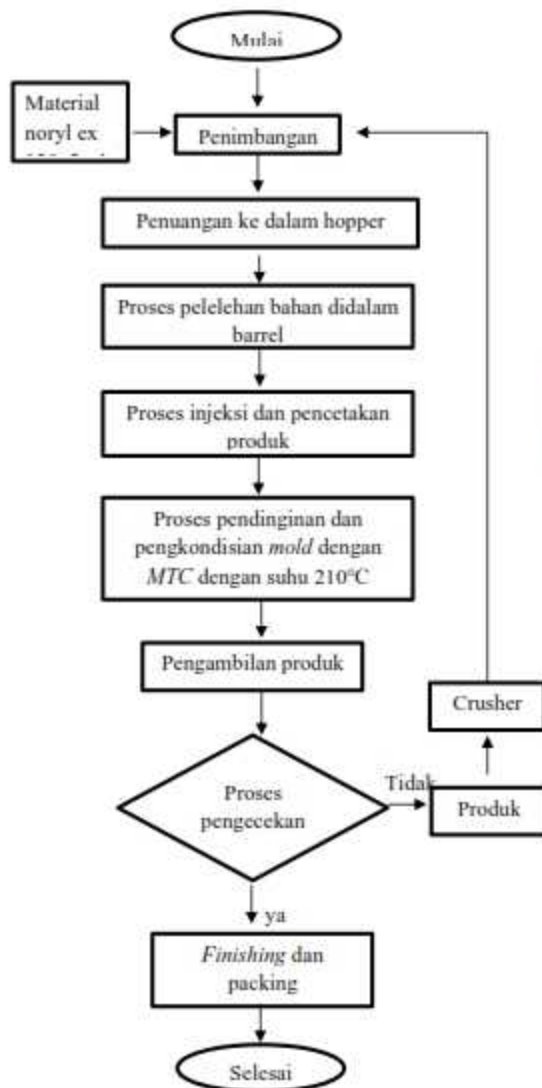 Mulai
Material
noryl ex
Penimbangan
Penuangan ke dalam hopper
Proses pelelehan bahan didalam
barrel
Proses injeksi dan pencetakan
produk
Proses pendinginan dan
pengkondisian mold dengan
MTC dengan suhu 210°C
Pengambilan produk
Crusher
Proses
pengecekan
Tidak
Produk
ya
Finishing dan
packing
Selesai